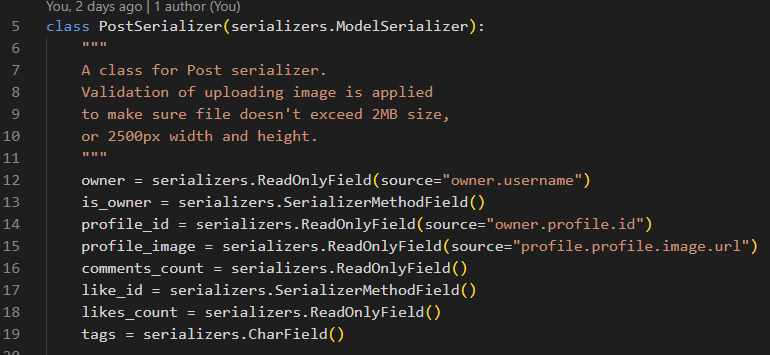 You, 2 days ago | 1 author (You)
5 class PostSerializer(serializers.ModelSerializer):
6 """
7 A class for Post serializer.
8 Validation of uploading image is applied
9 to make sure file doesn't exceed 2MB size,
10 or 2500px width and height.
11 """
12 owner = serializers.ReadOnlyField(source="owner.username")
13 is_owner = serializers.SerializerMethodField()
14 profile_id = serializers.ReadOnlyField(source="owner.profile.id")
15 profile_image = serializers.ReadOnlyField(source="profile.profile.image.url")
16 comments_count = serializers.ReadOnlyField()
17 like_id = serializers.SerializerMethodField()
18 likes_count = serializers.ReadOnlyField()
19 tags = serializers.CharField()